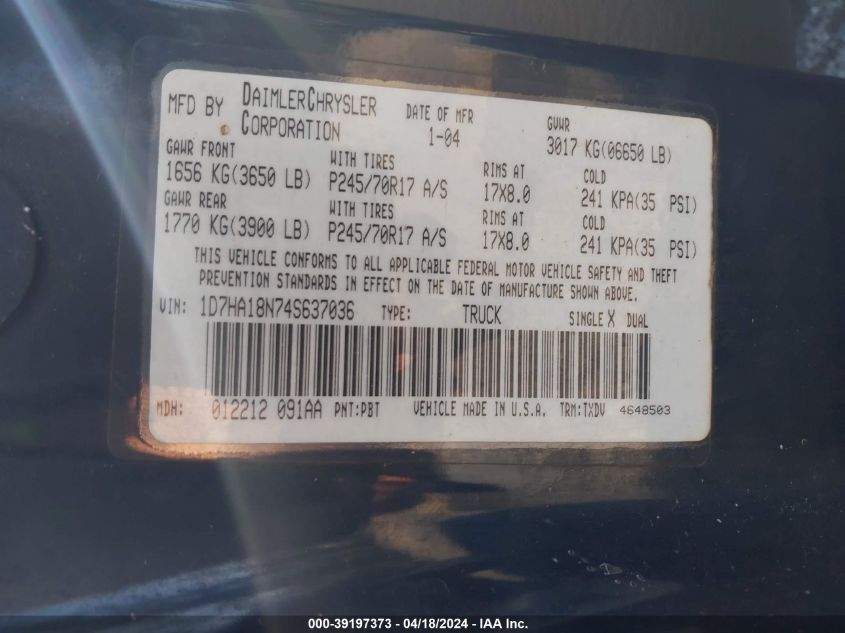 MFD BY DAIMLERCHRYSLER CORPORATION DATE OF MFR 1-04 GVWR 3017 KG(06650 LB)
GAWR FRONT WITH TIRES RIMS AT COLD
1656 KG(3650 LB) P245/70R17 A/S 17X8.0 241 KPA(35 PSI)
GAWR REAR WITH TIRES RIMS AT COLD
1770 KG(3900 LB) P245/70R17 A/S 17X8.0 241 KPA(35 PSI)
THIS VEHICLE CONFORMS TO ALL APPLICABLE FEDERAL MOTOR VEHICLE SAFETY AND THEFT
PREVENTION STANDARDS IN EFFECT ON THE DATE OF MANUFACTURE SHOWN ABOVE.
VIN: 1D7HA18N74S637036 TYPE: TRUCK SINGLE X DUAL
MDH: 012212 091AA PNT:PBT VEHICLE MADE IN U.S.A. TRM:TXDV 4648503
000-39197373 - 04/18/2024 - IAA Inc.